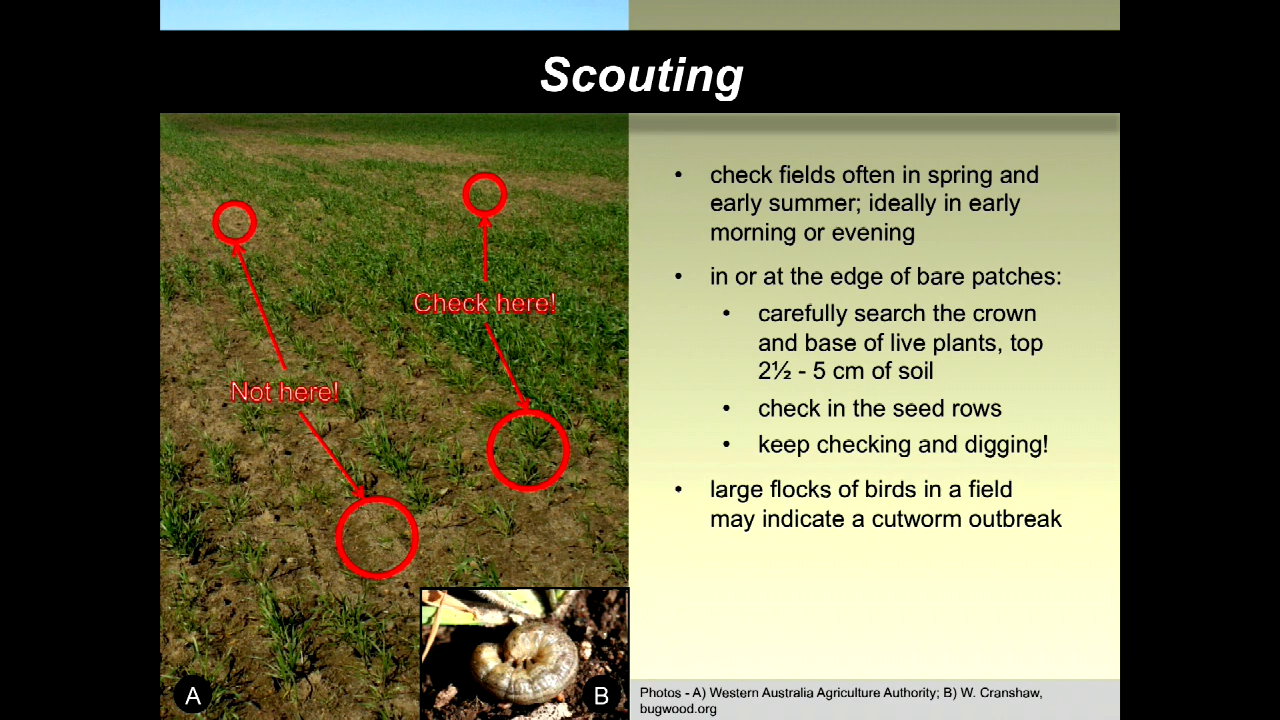 Scouting
• check fields often in spring and
early summer; ideally in early
morning or evening
• in or at the edge of bare patches:
• carefully search the crown
and base of live plants, top
2½ - 5 cm of soil
• check in the seed rows
• keep checking and digging!
• large flocks of birds in a field
may indicate a cutworm outbreak
Check here!
Not here!
A
B
Photos - A) Western Australia Agriculture Authority; B) W. Cranshaw,
bugwood.org